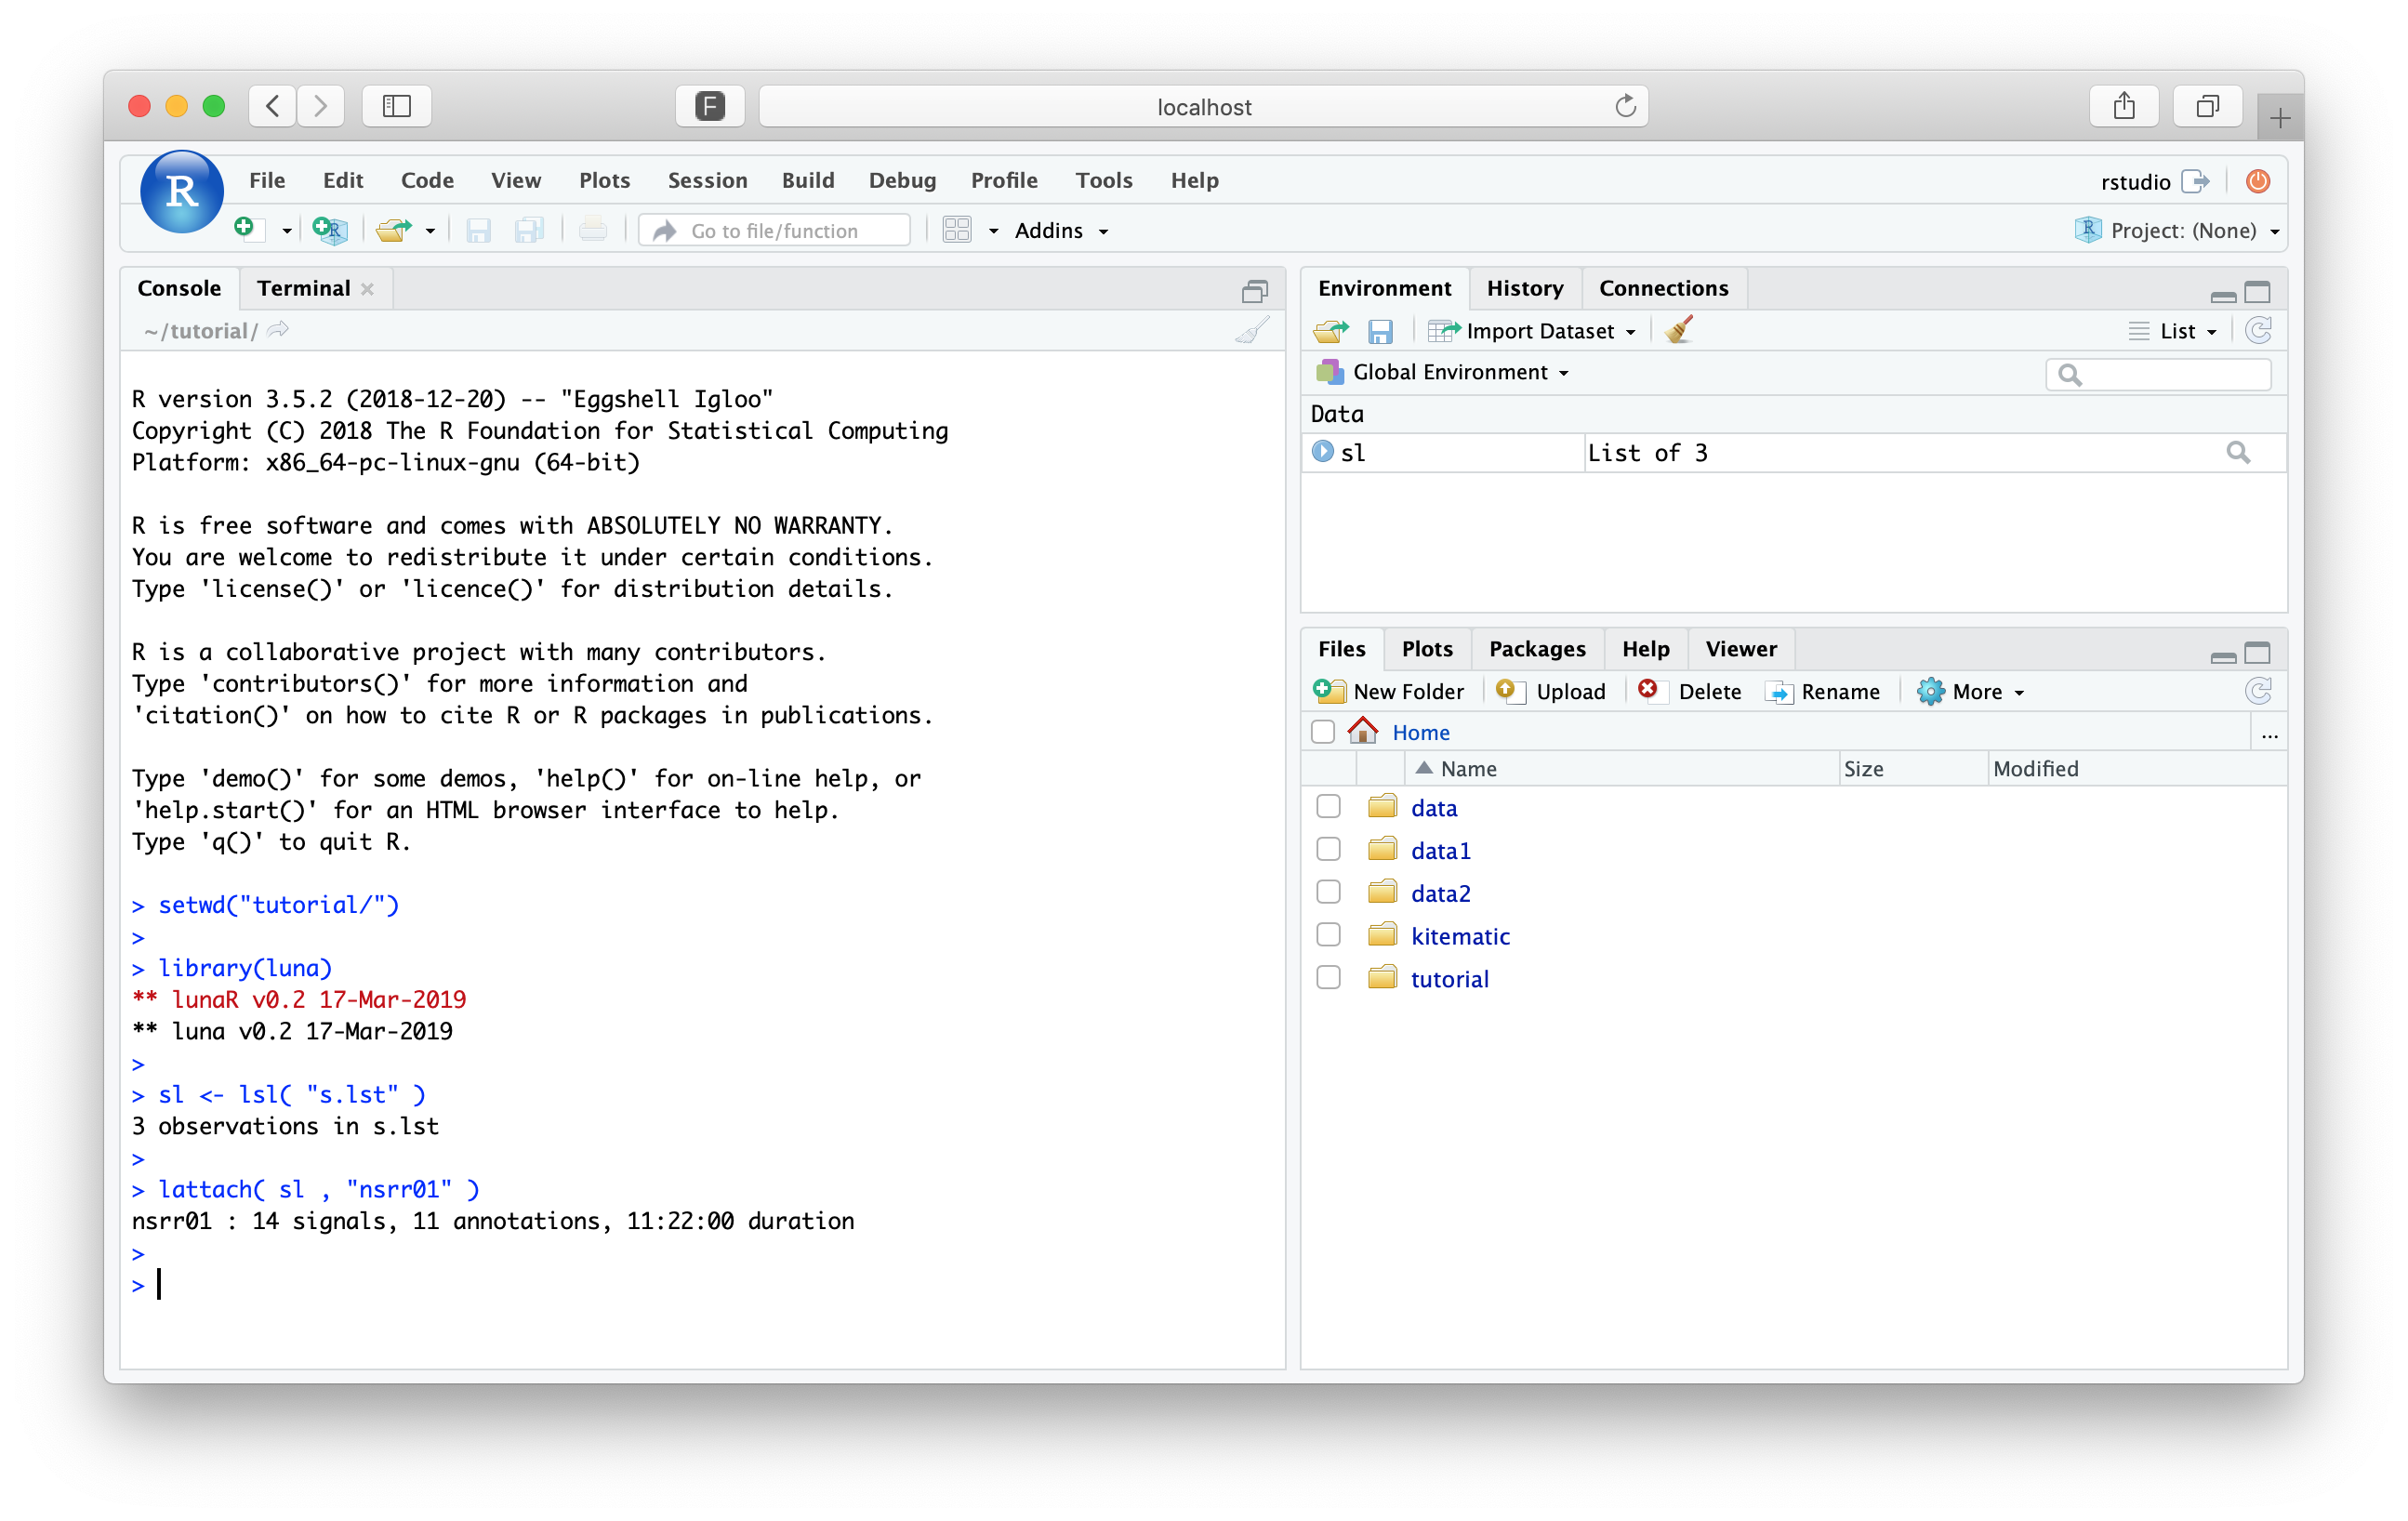 F
localhost
R
File Edit Code View Plots Session Build Debug Profile Tools Help
rstudio
R
Go to file/function
Addins
R
Project: (None)
Console Terminal
~/tutorial/
R version 3.5.2 (2018-12-20) -- "Eggshell Igloo"
Copyright (C) 2018 The R Foundation for Statistical Computing
Platform: x86_64-pc-linux-gnu (64-bit)
R is free software and comes with ABSOLUTELY NO WARRANTY.
You are welcome to redistribute it under certain conditions.
Type 'license()' or 'licence()' for distribution details.
R is a collaborative project with many contributors.
Type 'contributors()' for more information and
'citation()' on how to cite R or R packages in publications.
Type 'demo()' for some demos, 'help()' for on-line help, or
'help.start()' for an HTML browser interface to help.
Type 'q()' to quit R.
> setwd("tutorial/")
>
> library(luna)
** lunaR v0.2 17-Mar-2019
** luna v0.2 17-Mar-2019
>
> sl <- lsl( "s.lst" )
3 observations in s.lst
>
> lattach( sl , "nsrr01" )
nsrr01 : 14 signals, 11 annotations, 11:22:00 duration
>
>
Environment History Connections
Import Dataset
List
Global Environment
Data
sl List of 3
Files Plots Packages Help Viewer
New Folder Upload Delete Rename More
Home
...
Name Size Modified
data
data1
data2
kitematic
tutorial